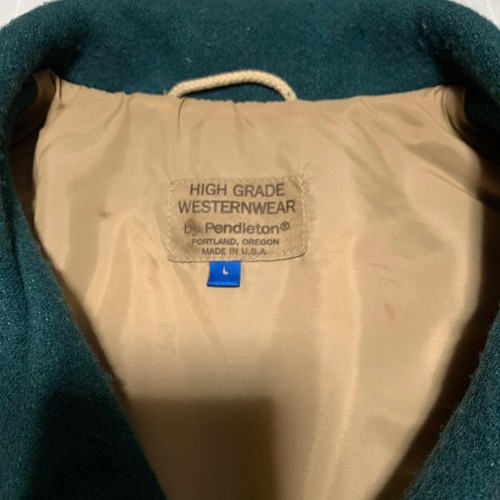 HIGH GRADE
WESTERNWEAR
by Pendleton®
PORTLAND, OREGON
MADE IN U.S.A.
L